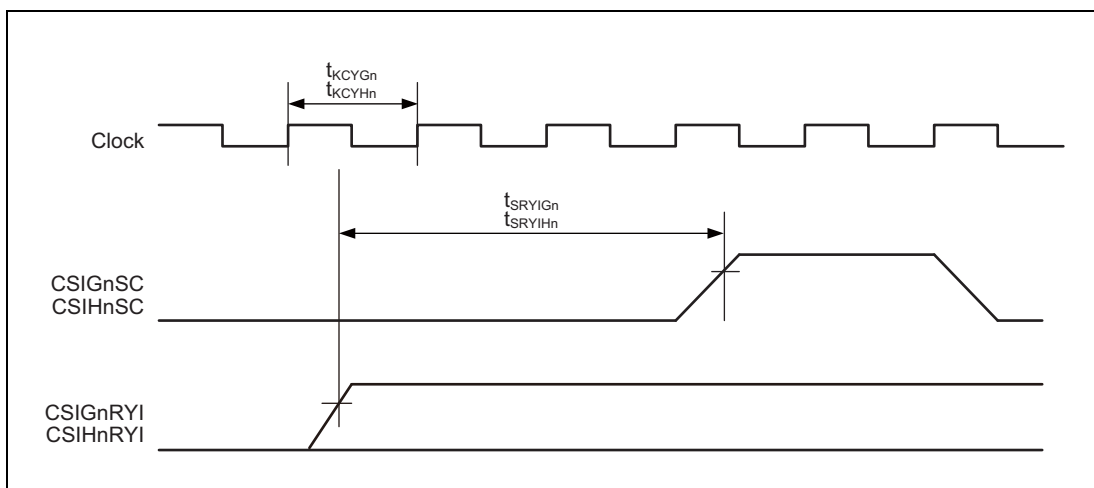 tKCYGn
tKCYHn
Clock
tSRYIGn
tSRYIHn
CSIGnSC
CSIHnSC
CSIGnRYI
CSIHnRYI